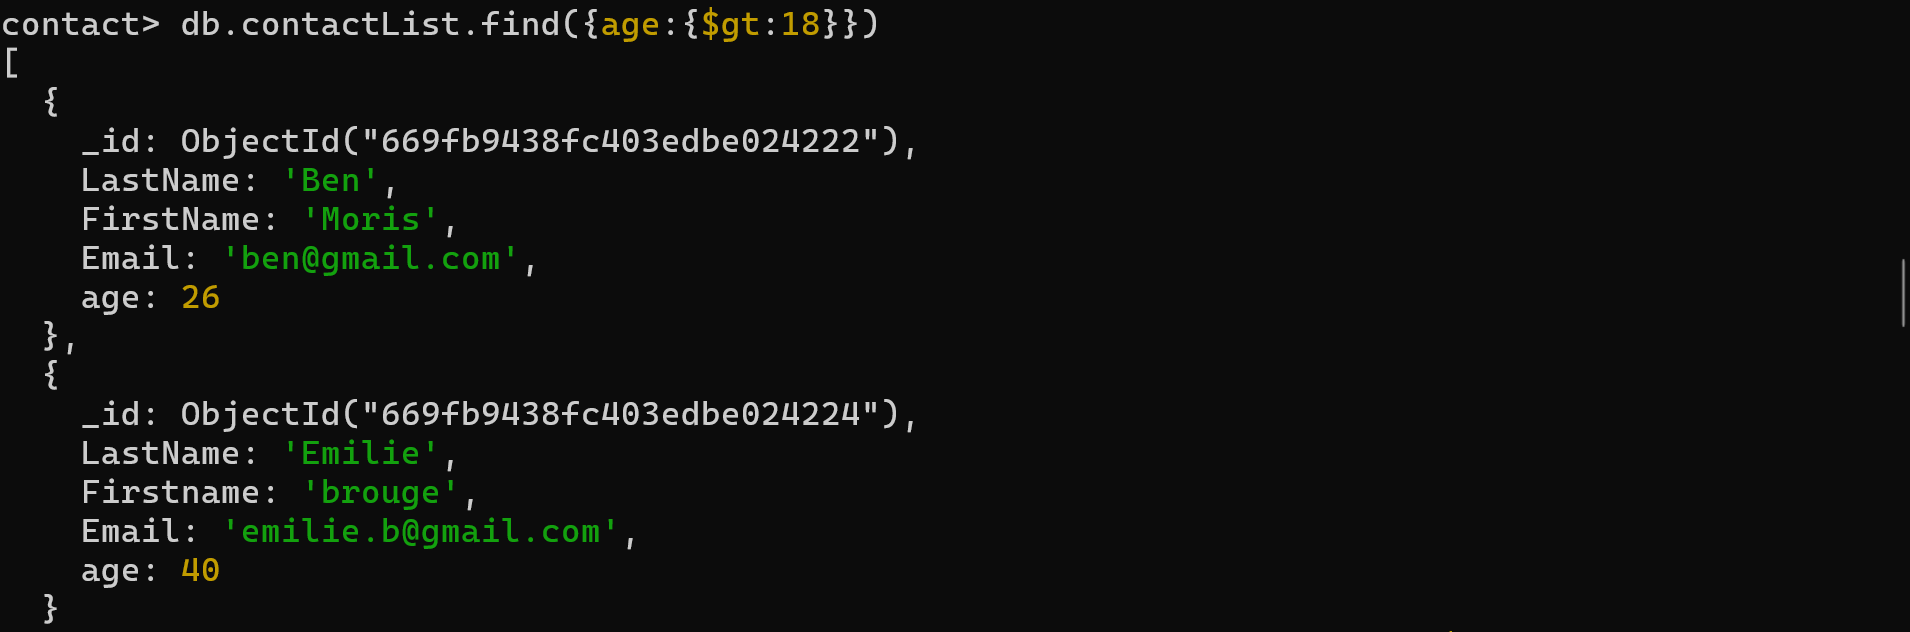 contact> db.contactList.find({age:{$gt:18}})
[
  {
    _id: ObjectId("669fb9438fc403edbe024222"),
    LastName: 'Ben',
    FirstName: 'Moris',
    Email: 'ben@gmail.com',
    age: 26
  },
  {
    _id: ObjectId("669fb9438fc403edbe024224"),
    LastName: 'Emilie',
    Firstname: 'brouge',
    Email: 'emilie.b@gmail.com',
    age: 40
  }